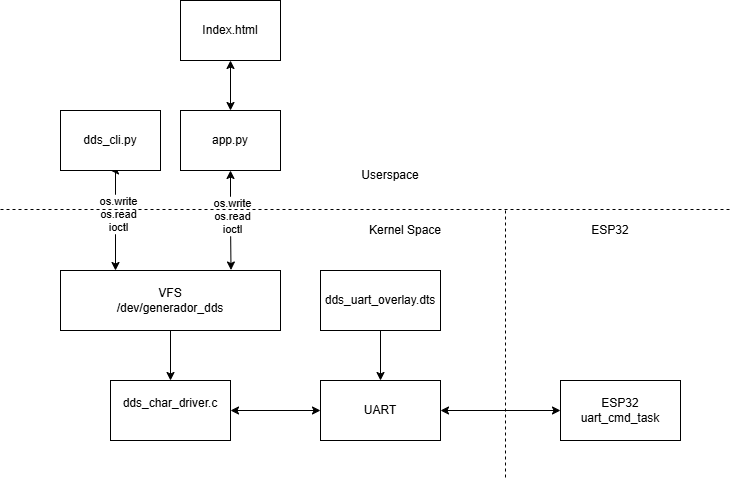 Index.html
dds_cli.py
app.py
Userspace
os.write
os.read
ioctl
os.write
os.read
ioctl
Kernel Space
ESP32
VFS
/dev/generador_dds
dds_uart_overlay.dts
dds_char_driver.c
UART
ESP32
uart_cmd_task